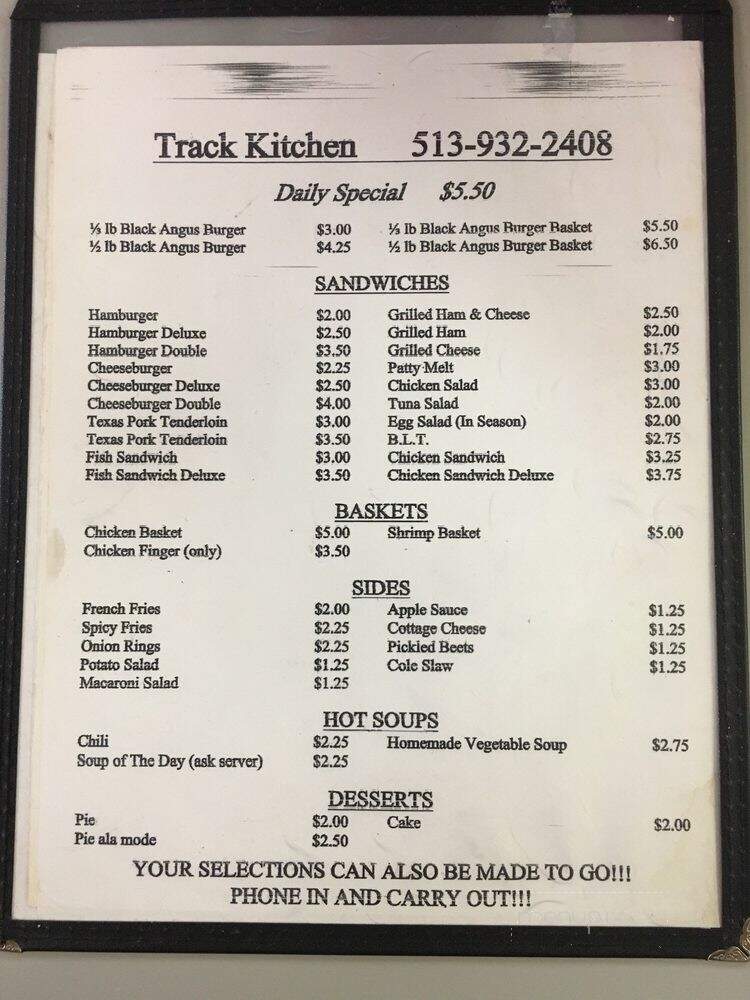 Track Kitchen 513-932-2408
Daily Special $5.50
⅓ lb Black Angus Burger $3.00 ⅓ lb Black Angus Burger Basket $5.50
½ lb Black Angus Burger $4.25 ½ lb Black Angus Burger Basket $6.50
SANDWICHES
Hamburger $2.00 Grilled Ham & Cheese $2.50
Hamburger Deluxe $2.50 Grilled Ham $2.00
Hamburger Double $3.50 Grilled Cheese $1.75
Cheeseburger $2.25 Patty Melt $3.00
Cheeseburger Deluxe $2.50 Chicken Salad $3.00
Cheeseburger Double $4.00 Tuna Salad $2.00
Texas Pork Tenderloin $3.00 Egg Salad (In Season) $2.00
Texas Pork Tenderloin $3.50 B.L.T. $2.75
Fish Sandwich $3.00 Chicken Sandwich $3.25
Fish Sandwich Deluxe $3.50 Chicken Sandwich Deluxe $3.75
BASKETS
Chicken Basket $5.00 Shrimp Basket $5.00
Chicken Finger (only) $3.50
SIDES
French Fries $2.00 Apple Sauce $1.25
Spicy Fries $2.25 Cottage Cheese $1.25
Onion Rings $2.25 Pickled Beets $1.25
Potato Salad $1.25 Cole Slaw $1.25
Macaroni Salad $1.25
HOT SOUPS
Chili $2.25 Homemade Vegetable Soup $2.75
Soup of The Day (ask server) $2.25
DESSERTS
Pie $2.00 Cake $2.00
Pie ala mode $2.50
YOUR SELECTIONS CAN ALSO BE MADE TO GO!!!
PHONE IN AND CARRY OUT!!!